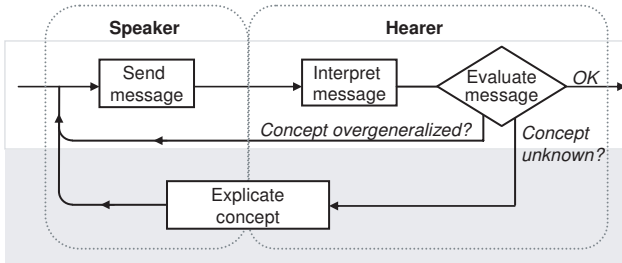 Speaker
Hearer
Send
message
Interpret
message
Evaluate
message
OK
Concept overgeneralized?
Concept
unknown?
Explicate
concept